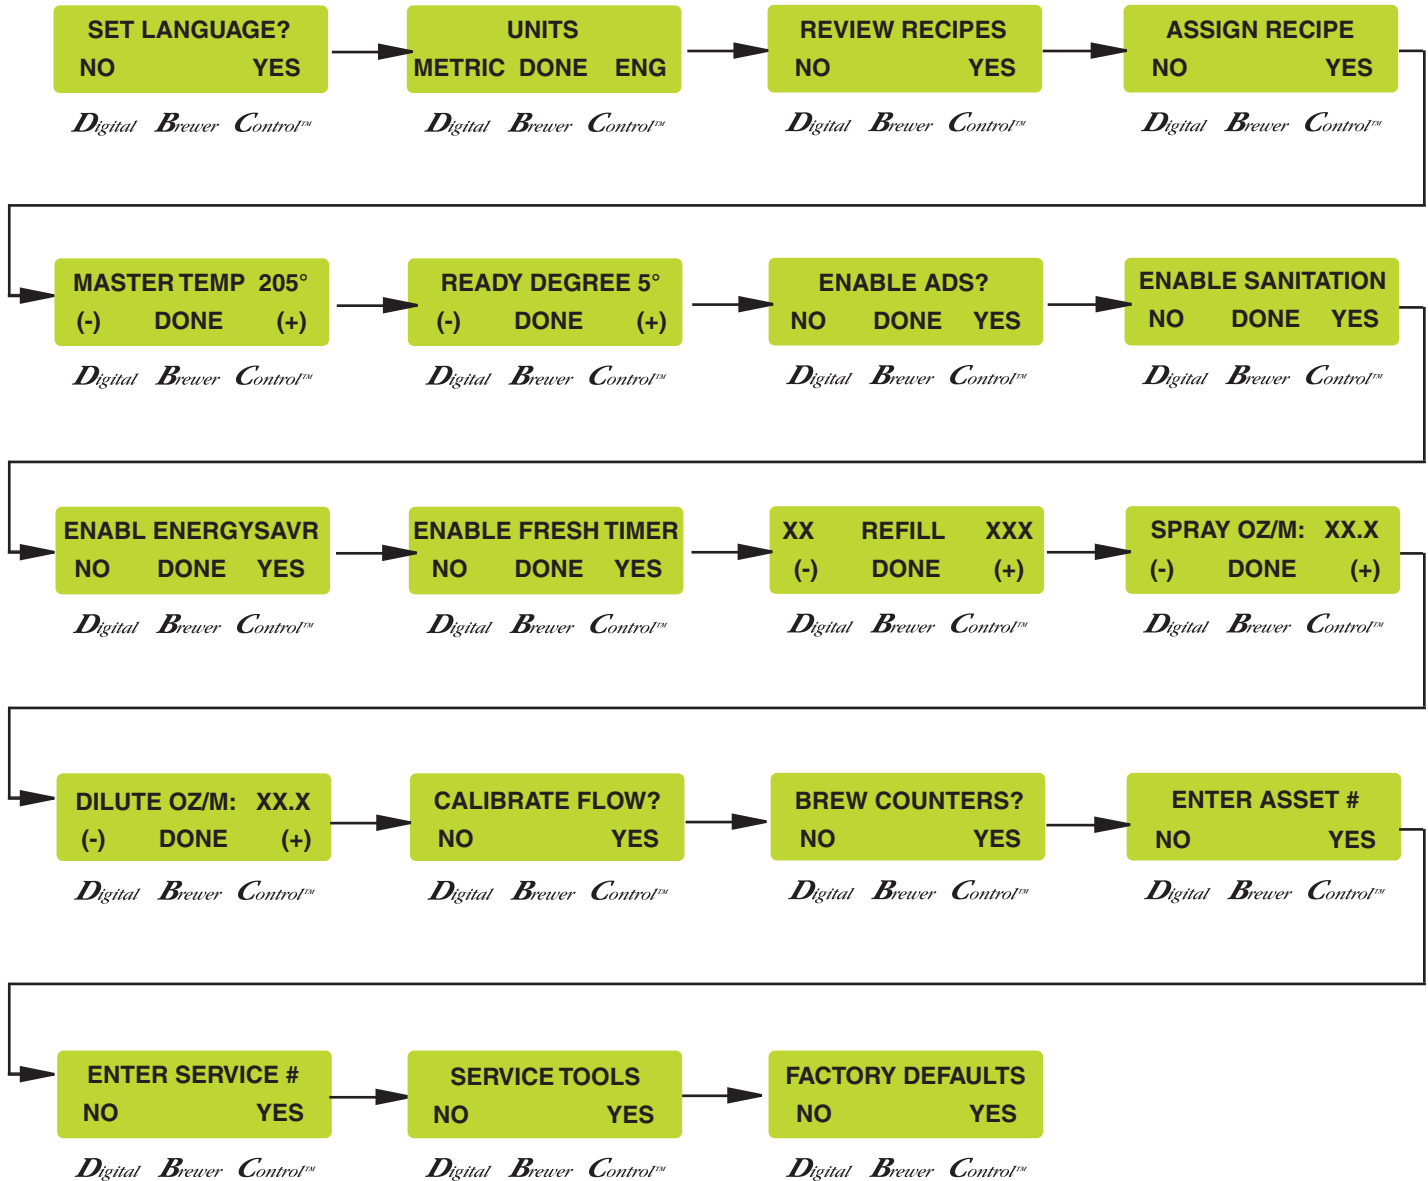 SET LANGUAGE?
NO YES
Digital Brewer Control™
UNITS
METRIC DONE ENG
Digital Brewer Control™
REVIEW RECIPES
NO YES
Digital Brewer Control™
ASSIGN RECIPE
NO YES
Digital Brewer Control™
MASTER TEMP 205°
(-) DONE (+)
Digital Brewer Control™
READY DEGREE 5°
(-) DONE (+)
Digital Brewer Control™
ENABLE ADS?
NO DONE YES
Digital Brewer Control™
ENABLE SANITATION
NO DONE YES
Digital Brewer Control™
ENABL ENERGYSAVR
NO DONE YES
Digital Brewer Control™
ENABLE FRESH TIMER
NO DONE YES
Digital Brewer Control™
XX REFILL XXX
(-) DONE (+)
Digital Brewer Control™
SPRAY OZ/M: XX.X
(-) DONE (+)
Digital Brewer Control™
DILUTE OZ/M: XX.X
(-) DONE (+)
Digital Brewer Control™
CALIBRATE FLOW?
NO YES
Digital Brewer Control™
BREW COUNTERS?
NO YES
Digital Brewer Control™
ENTER ASSET #
NO YES
Digital Brewer Control™
ENTER SERVICE #
NO YES
Digital Brewer Control™
SERVICE TOOLS
NO YES
Digital Brewer Control™
FACTORY DEFAULTS
NO YES
Digital Brewer Control™